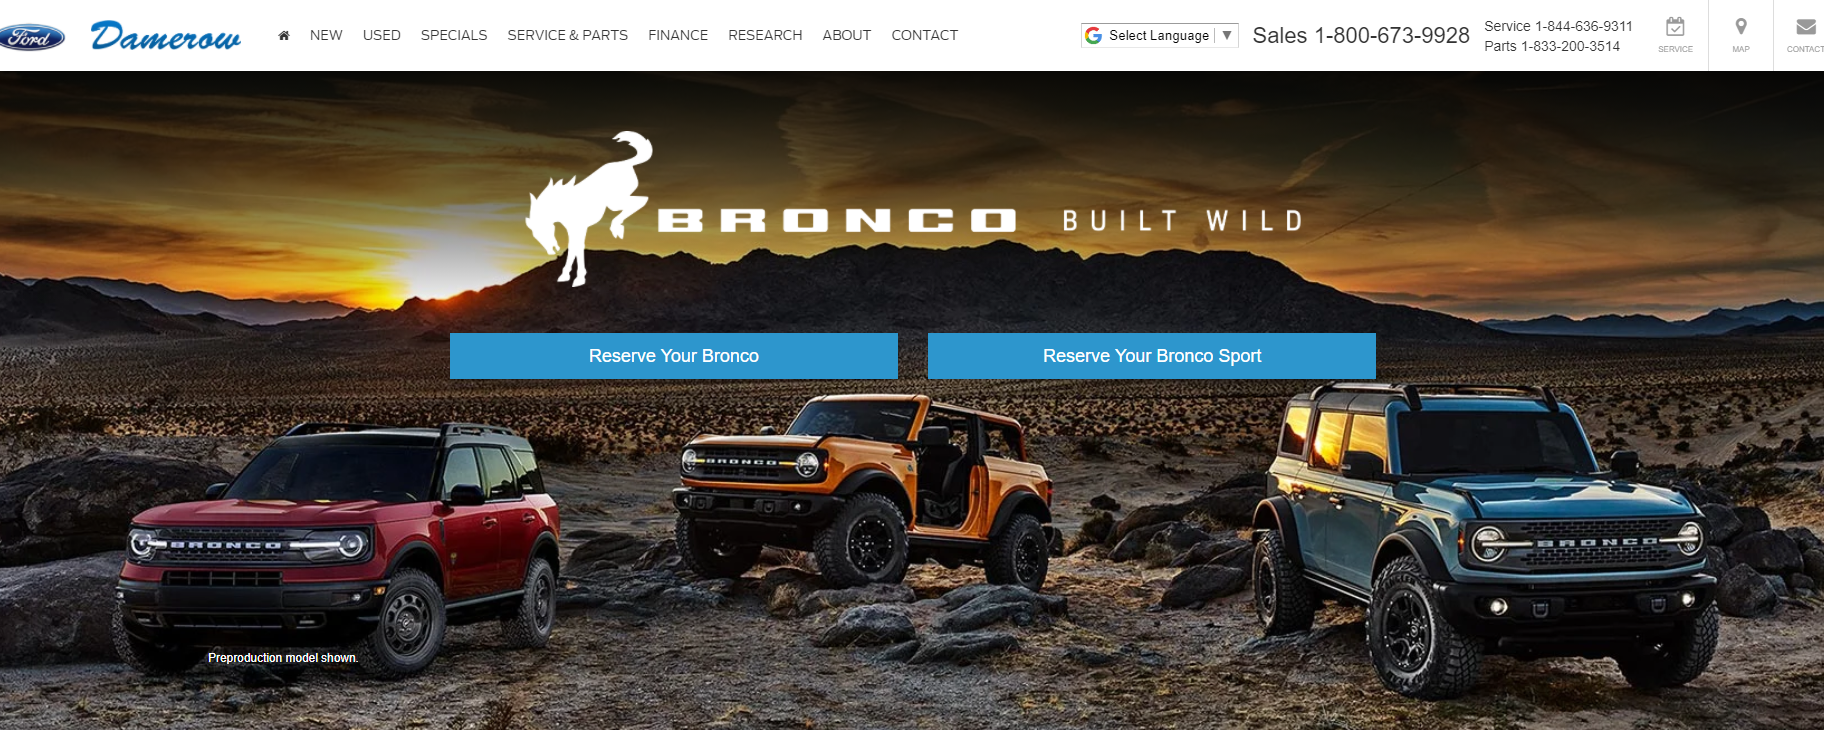 Ford
Damerow
NEW USED SPECIALS SERVICE & PARTS FINANCE RESEARCH ABOUT CONTACT
Select Language ▼
Sales 1-800-673-9928
Service 1-844-636-9311
Parts 1-833-200-3514
SERVICE
MAP
CONTACT
BRONCO BUILT WILD
Reserve Your Bronco
Reserve Your Bronco Sport
BRONCO
BRONCO
BRONCO
Preproduction model shown.